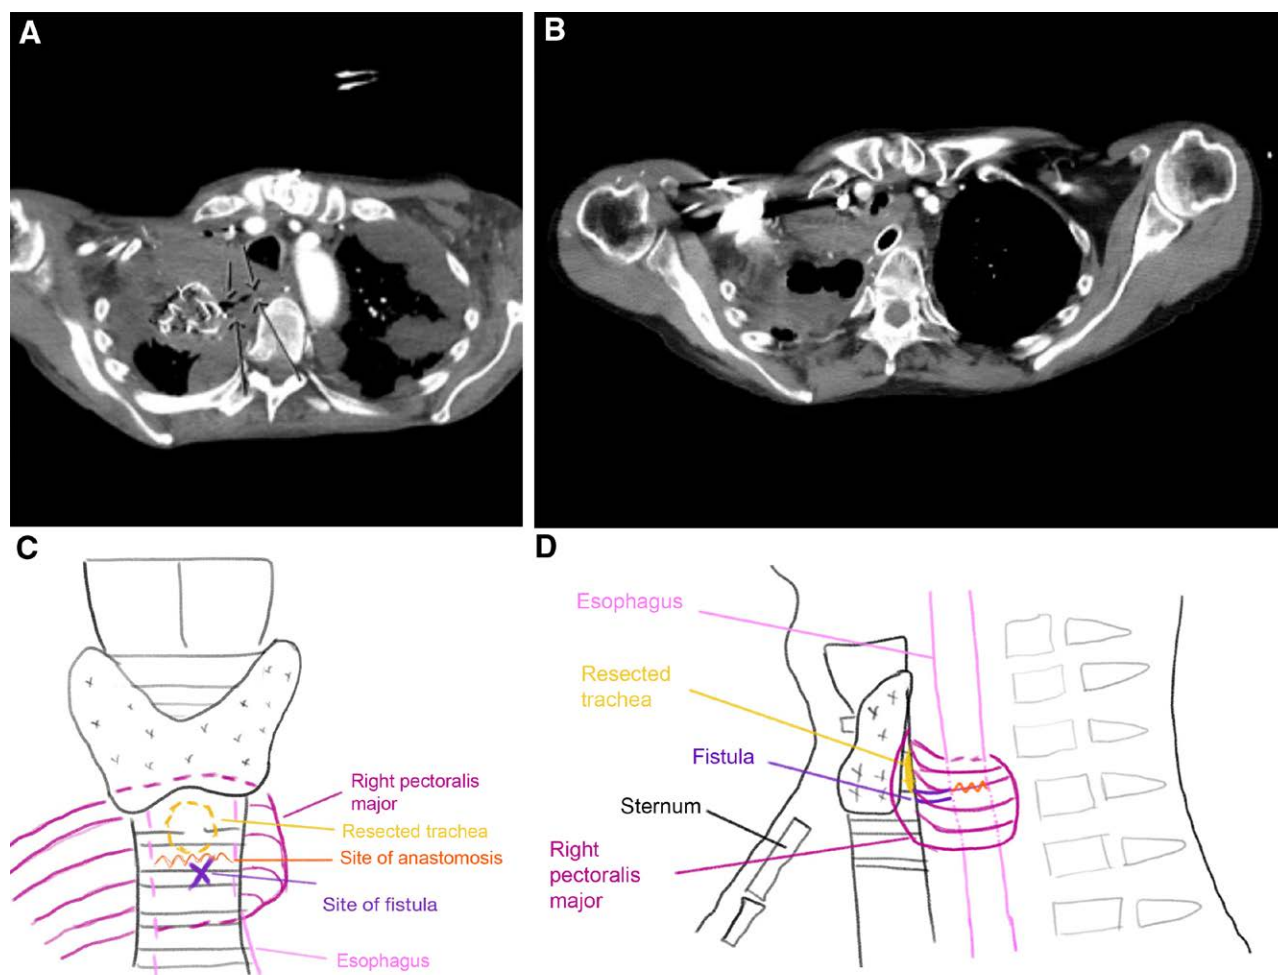 A
B
C
Right pectoralis
major
Resected trachea
Site of anastomosis
Site of fistula
Esophagus
D
Esophagus
Resected
trachea
Fistula
Sternum
Right
pectoralis
major